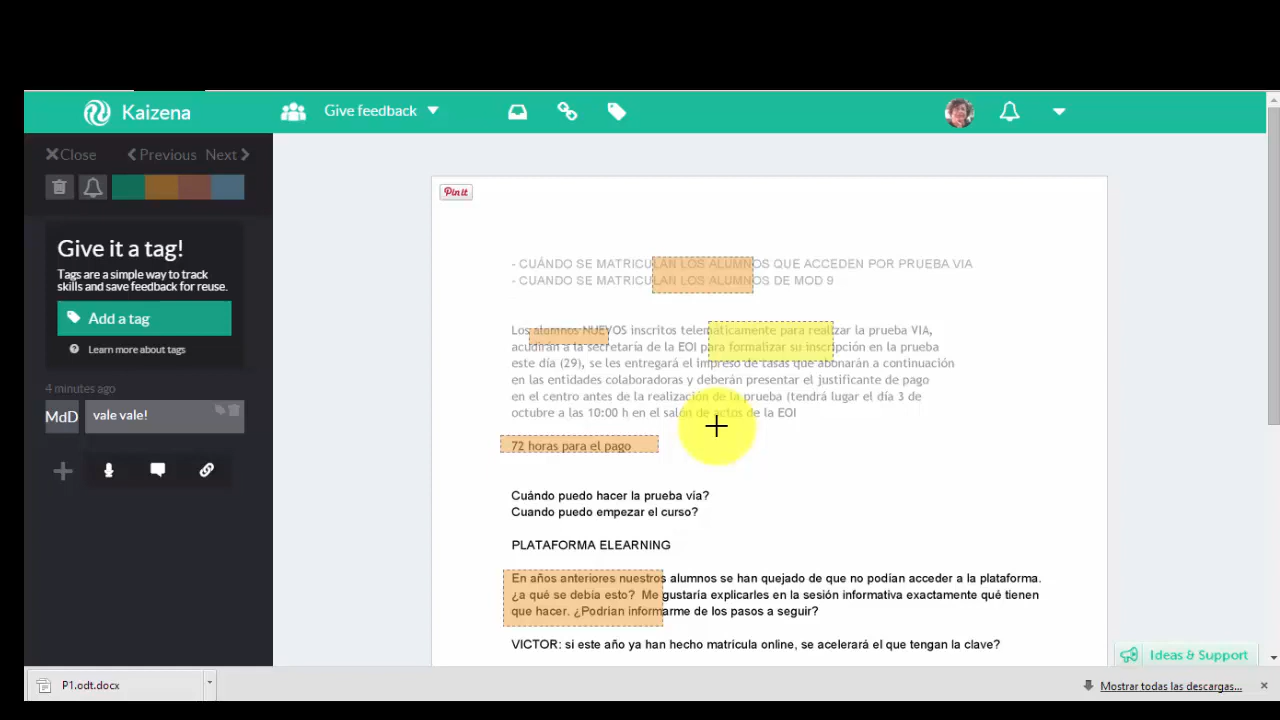 Kaizena
Give feedback
Close
Previous
Next
Give it a tag!
Tags are a simple way to track
skills and save feedback for reuse.
Add a tag
Learn more about tags
4 minutes ago
MdD
vale vale!
Pin it
- CUÁNDO SE MATRICULAN LOS ALUMNOS QUE ACCEDEN POR PRUEBA VIA
- CUANDO SE MATRICULAN LOS ALUMNOS DE MOD 9
Los alumnos NUEVOS inscritos telemáticamente para realizar la prueba VIA,
acudirán a la secretaría de la EOI para formalizar su inscripción en la prueba
este día (29), se les entregará el impreso de tasas que abonarán a continuación
en las entidades colaboradoras y deberán presentar el justificante de pago
en el centro antes de la realización de la prueba (tendrá lugar el día 3 de
octubre a las 10:00 h en el salón de actos de la EOI
72 horas para el pago
Cuándo puedo hacer la prueba vía?
Cuando puedo empezar el curso?
PLATAFORMA ELEARNING
En años anteriores nuestros alumnos se han quejado de que no podían acceder a la plataforma.
¿a qué se debía esto? Me gustaría explicarles en la sesión informativa exactamente qué tienen
que hacer. ¿Podrían informarme de los pasos a seguir?
VICTOR: si este año ya han hecho matrícula online, se acelerará el que tengan la clave?
Ideas & Support
P1.odt.docx
Mostrar todas las descargas...